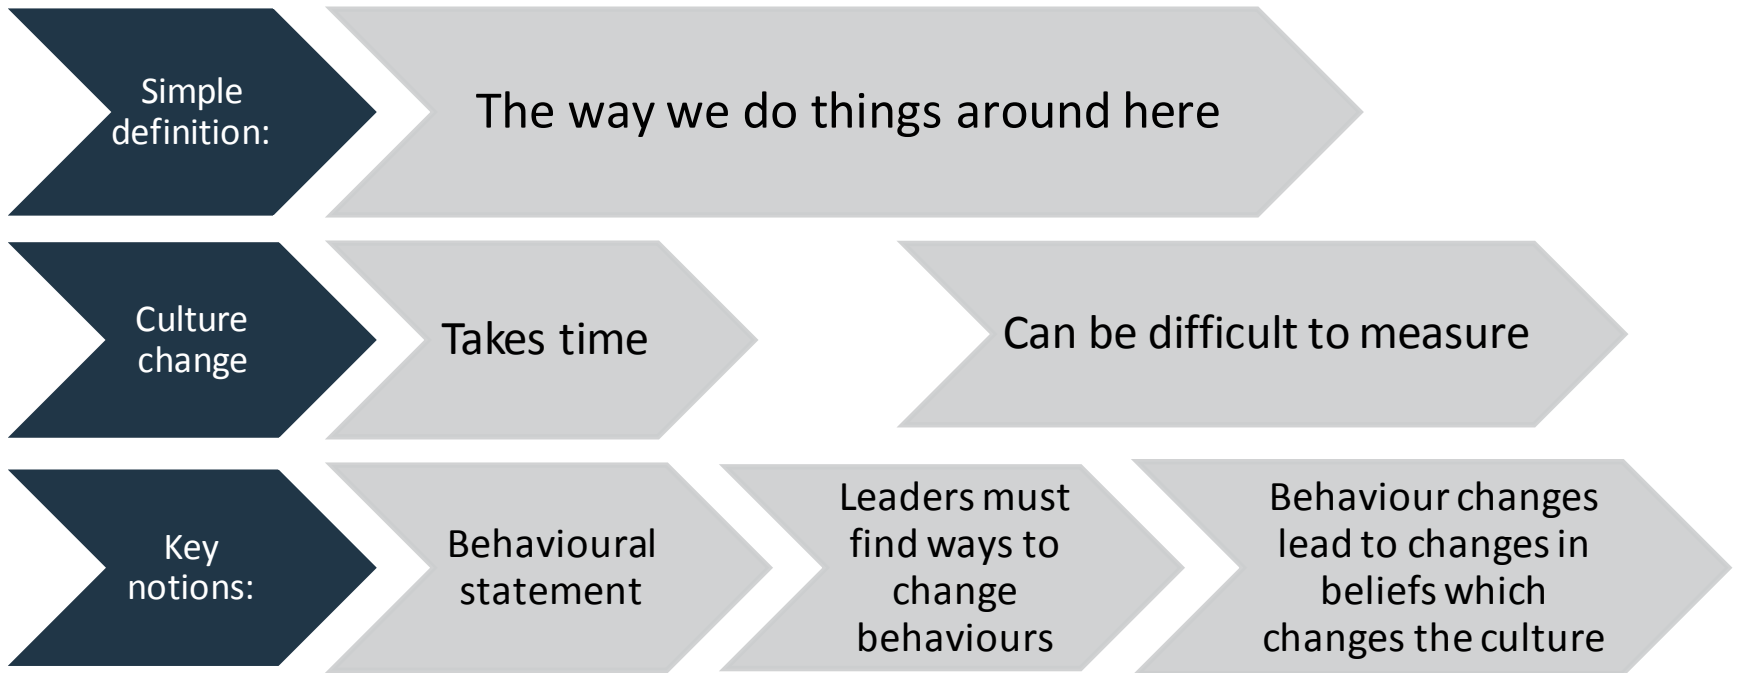 Simple
definition:
The way we do things around here
Culture
change
Takes time
Can be difficult to measure
Key
notions:
Behavioural
statement
Leaders must
find ways to
change
behaviours
Behaviour changes
lead to changes in
beliefs which
changes the culture